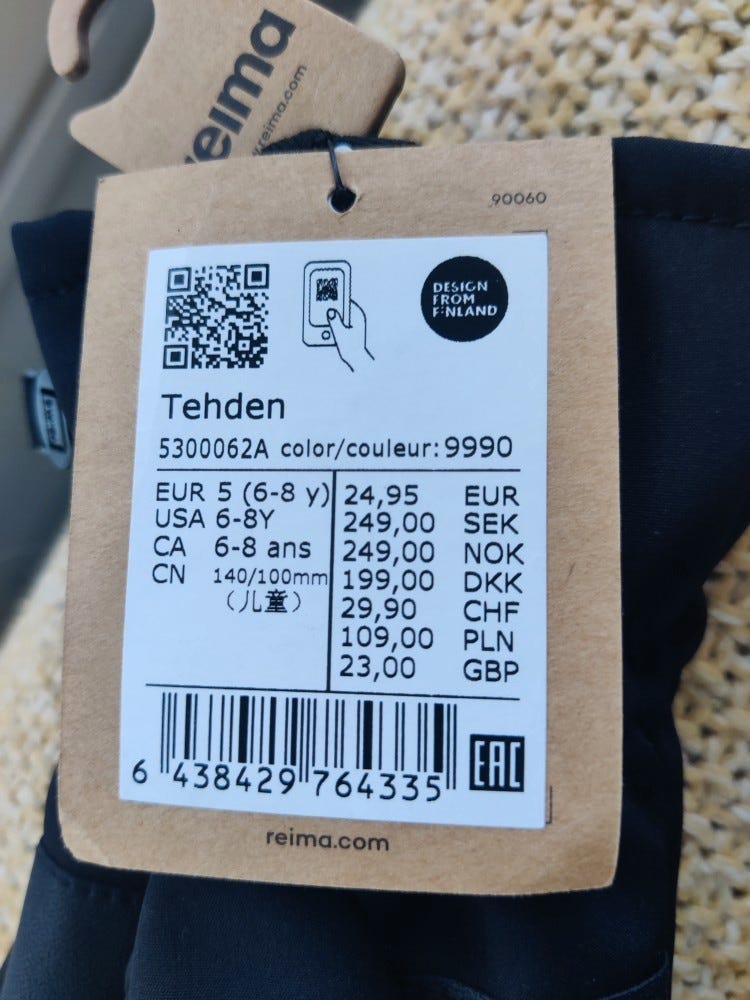 reima
reima.com
90060
DESIGN
FROM
FINLAND
Tehden
5300062A color/couleur: 9990
EUR 5 (6-8 y) 24,95 EUR
USA 6-8Y 249,00 SEK
CA 6-8 ans 249,00 NOK
CN 140/100mm 199,00 DKK
(儿童) 29,90 CHF
109,00 PLN
23,00 GBP
6 438429 764335
EAC
reima.com